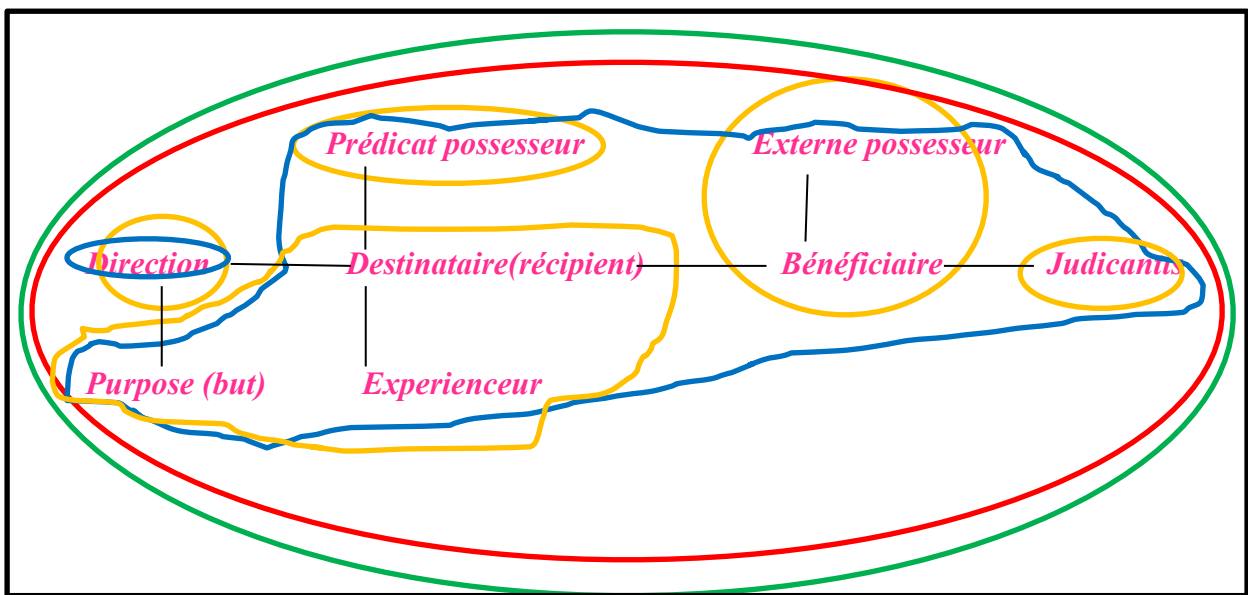 Prédicat possesseur Externe possesseur
Direction Destinataire(récipient) Bénéficiaire Judicantis
Purpose (but) Experienceur